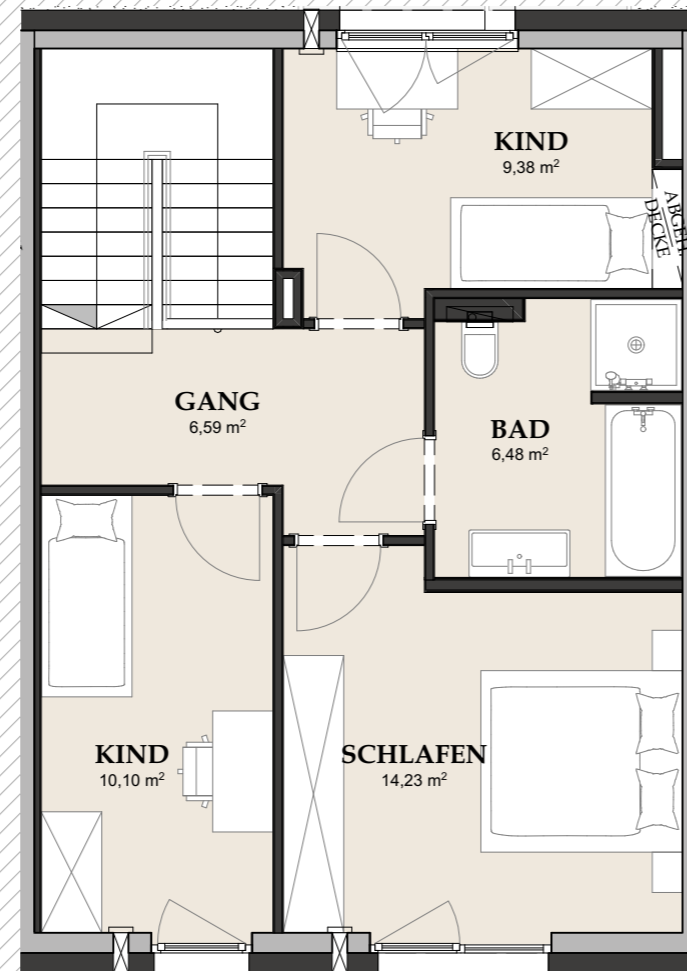 KIND
9,38 m²
ABGEH.
DECKE
GANG
6,59 m²
BAD
6,48 m²
KIND
10,10 m²
SCHLAFEN
14,23 m²